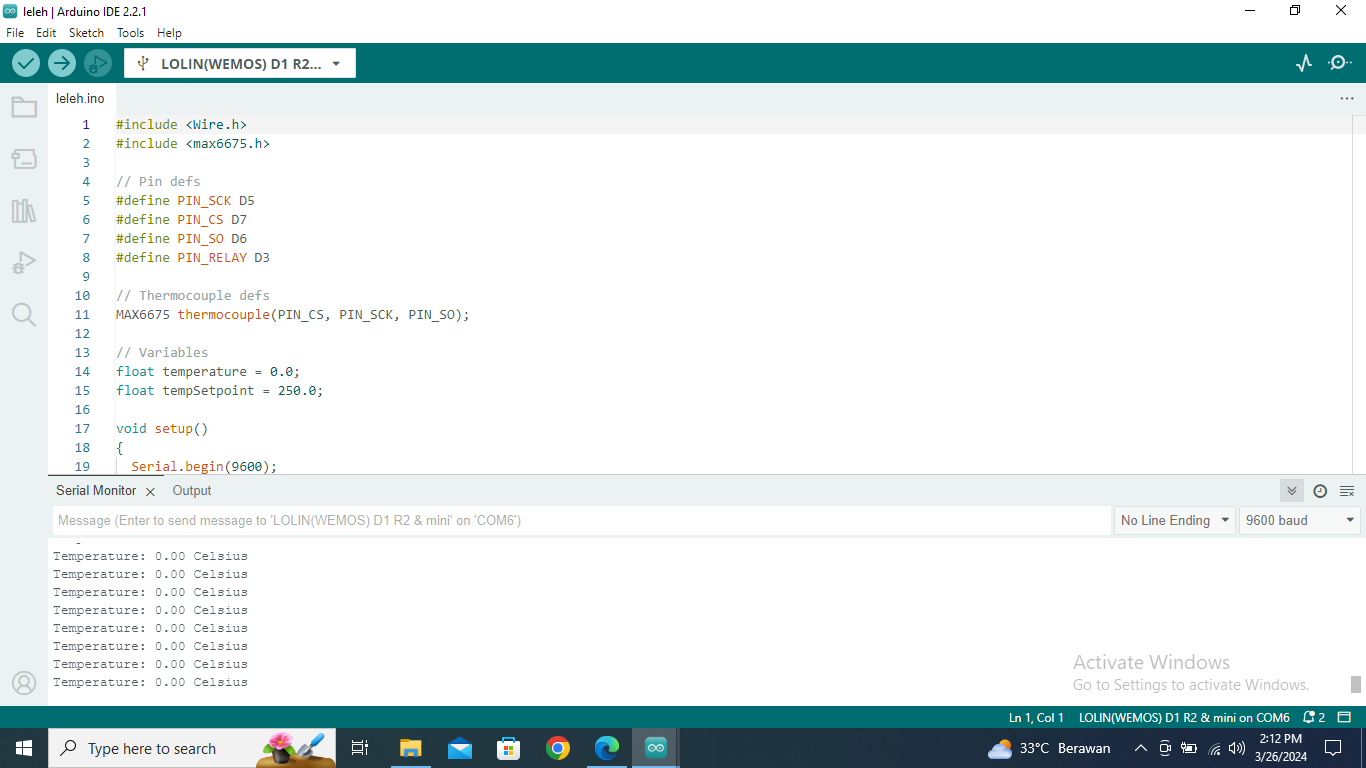 leleh | Arduino IDE 2.2.1
File Edit Sketch Tools Help
LOLIN(WEMOS) D1 R2...
leleh.ino
1 #include <Wire.h>
2 #include <max6675.h>
3
4 // Pin defs
5 #define PIN_SCK D5
6 #define PIN_CS D7
7 #define PIN_SO D6
8 #define PIN_RELAY D3
9
10 // Thermocouple defs
11 MAX6675 thermocouple(PIN_CS, PIN_SCK, PIN_SO);
12
13 // Variables
14 float temperature = 0.0;
15 float tempSetpoint = 250.0;
16
17 void setup()
18 {
19 Serial.begin(9600);
Serial Monitor Output
Message (Enter to send message to 'LOLIN(WEMOS) D1 R2 & mini' on 'COM6')
No Line Ending 9600 baud
Temperature: 0.00 Celsius
Temperature: 0.00 Celsius
Temperature: 0.00 Celsius
Temperature: 0.00 Celsius
Temperature: 0.00 Celsius
Temperature: 0.00 Celsius
Temperature: 0.00 Celsius
Temperature: 0.00 Celsius
Activate Windows
Go to Settings to activate Windows.
Ln 1, Col 1 LOLIN(WEMOS) D1 R2 & mini on COM6 2
Type here to search
33°C Berawan
2:12 PM
3/26/2024